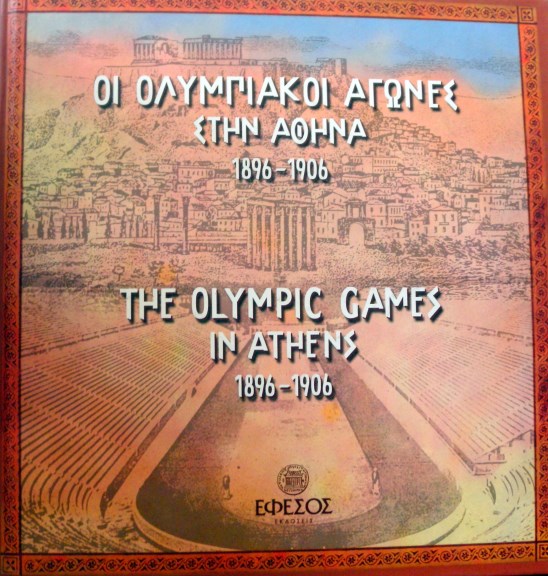 ΟΙ ΟΛΥΜΠΙΑΚΟΙ ΑΓΩΝΕΣ
ΣΤΗΝ ΑΘΗΝΑ
1896-1906
THE OLYMPIC GAMES
IN ATHENS
1896-1906
ΕΦΕΣΟΣ
ΕΚΔΟΣΕΙΣ